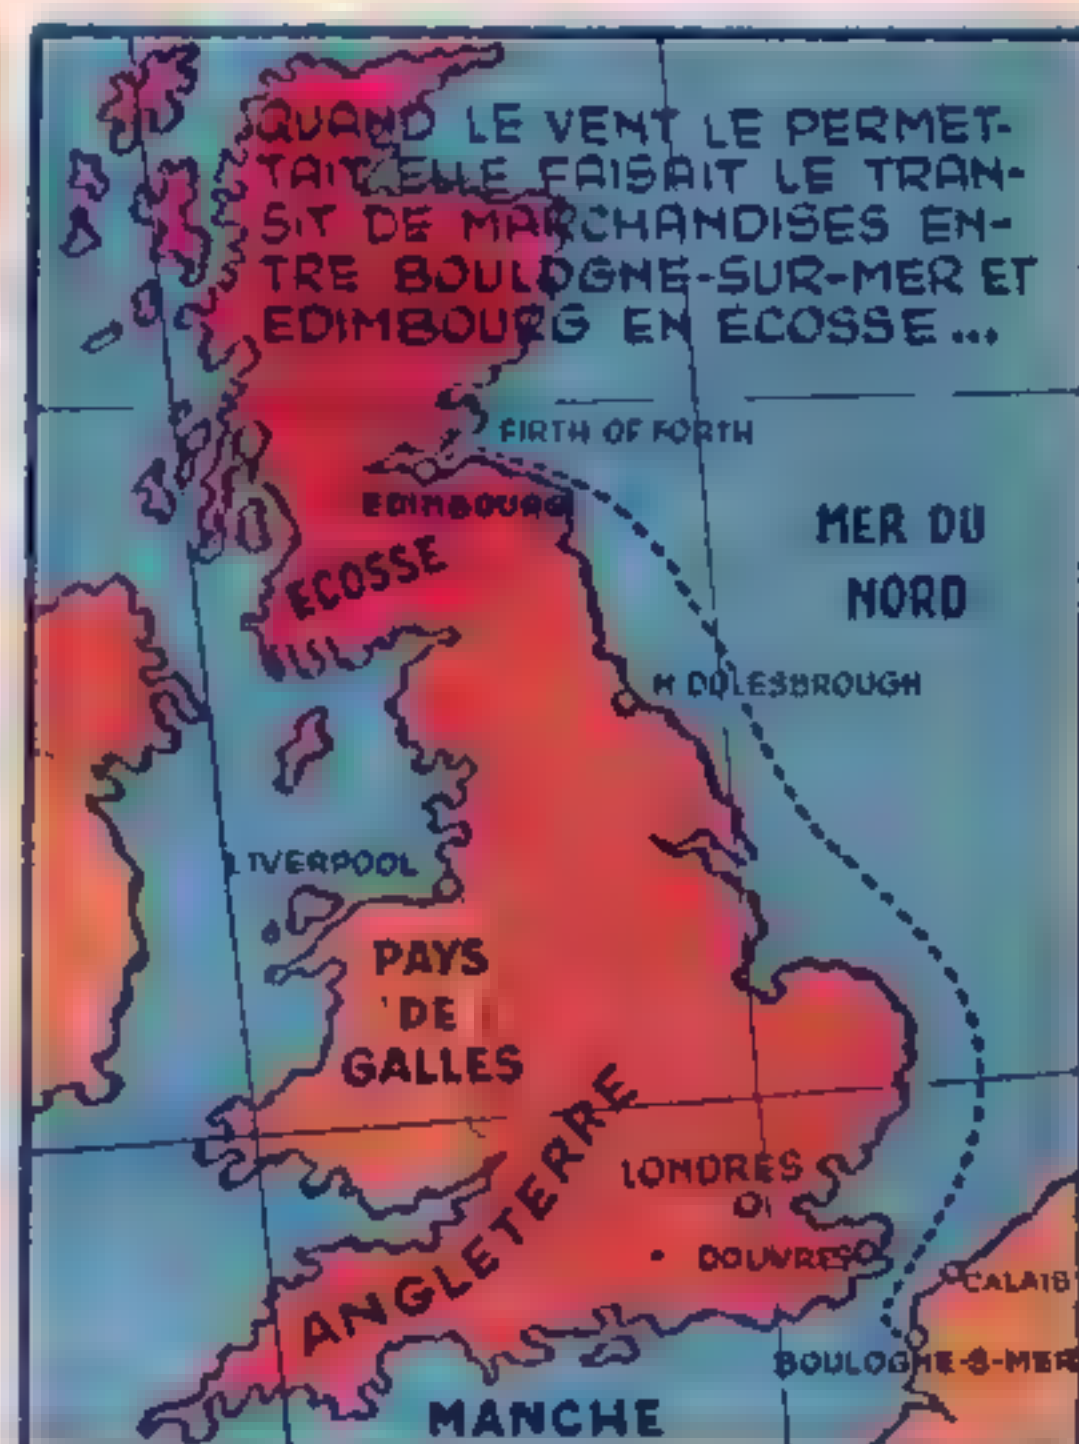 QUAND LE VENT LE PERMET-
TAIT ELLE FAISAIT LE TRAN-
SIT DE MARCHANDISES EN-
TRE BOULOGNE-SUR-MER ET
EDIMBOURG EN ECOSSE...
FIRTH OF FORTH
EDIMBOURG
MER DU
NORD
ECOSSE
M DDLESBROUGH
LIVERPOOL
PAYS
DE
GALLES
ANGLETERRE
LONDRES
DOUVRES
CALAIS
BOULOGNE-S-MER
MANCHE